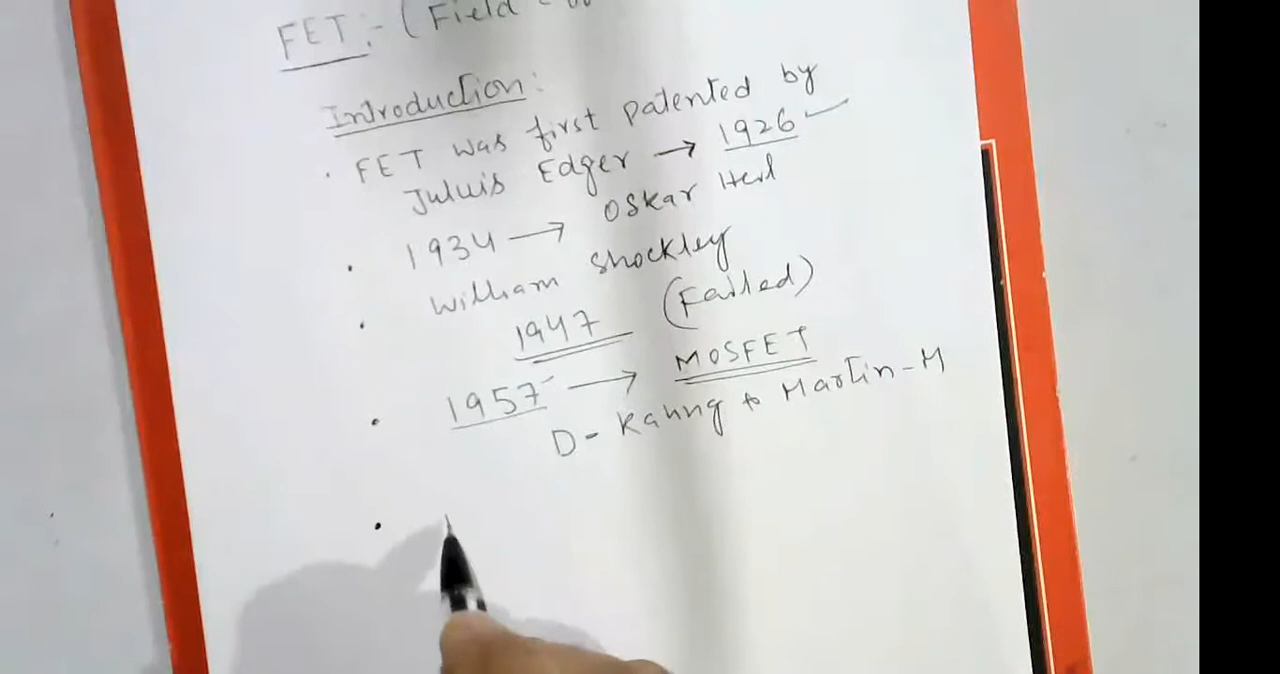 FET:- (Field
Introduction:
. FET was first patented by
Juluis Edger → 1926
. 1934 → Oskar Heil
. William Shockley
1947 (Failed)
. 1957 → MOSFET
D- Kahng & Martin-M
.